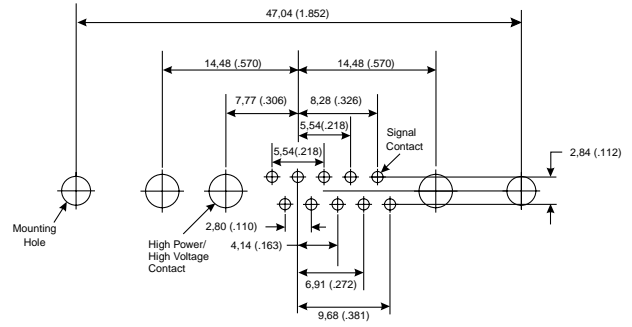 47,04 (1.852)
14,48 (.570)
14,48 (.570)
7,77 (.306)
8,28 (.326)
5,54(.218)
Signal
Contact
5,54(.218)
2,84 (.112)
Mounting
Hole
High Power/
High Voltage
Contact
2,80 (.110)
4,14 (.163)
6,91 (.272)
9,68 (.381)